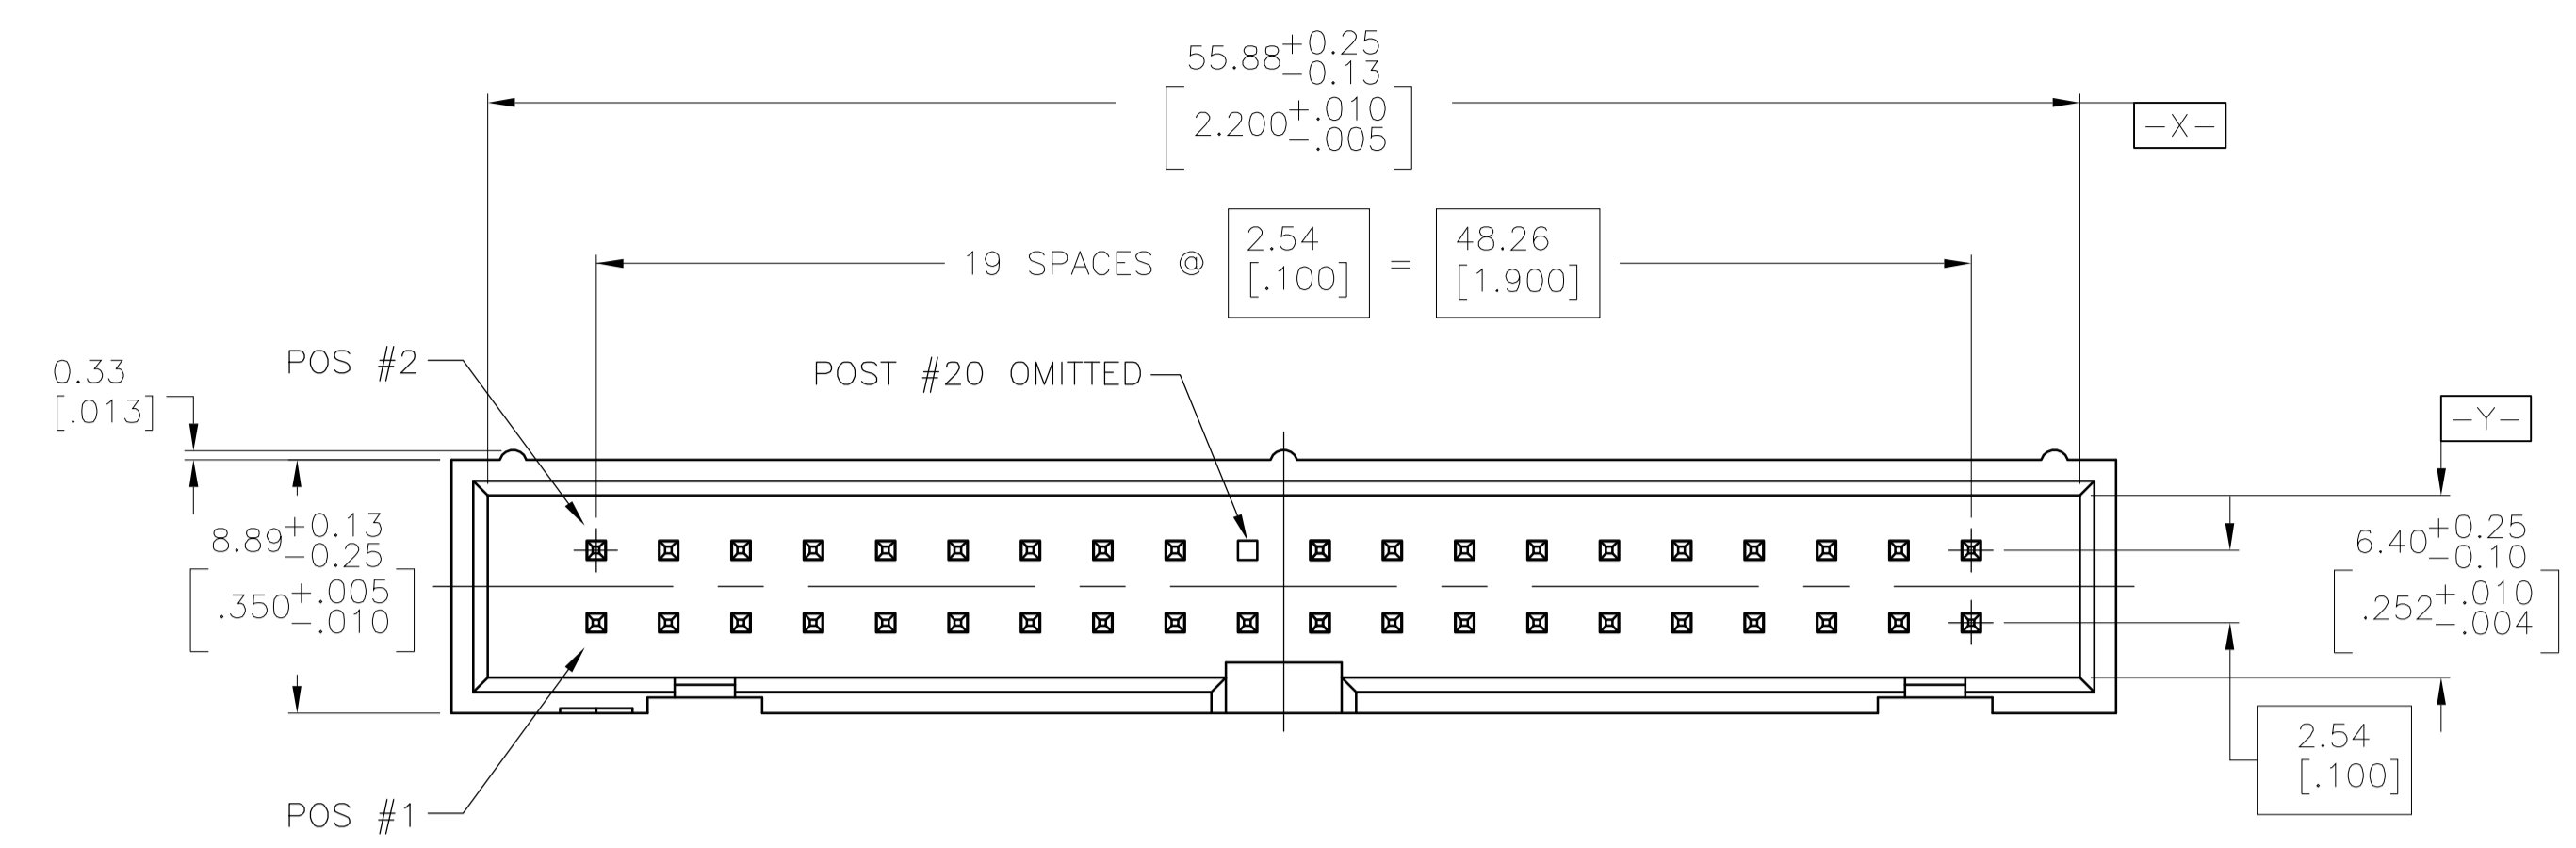 55.88+0.25
-0.13
[2.200+.010
-.005]
-X-
19 SPACES @ 2.54 = 48.26
[.100] [1.900]
POS #2
POST #20 OMITTED
0.33
[.013]
-Y-
8.89+0.13
-0.25
[.350+.005
-.010]
6.40+0.25
-0.10
[.252+.010
-.004]
2.54
[.100]
POS #1